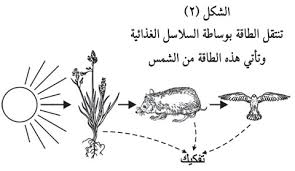 الشكل (٢)
تنتقل الطاقة بوساطة السلاسل الغذائية
وتأتي هذه الطاقة من الشمس
تفكيك